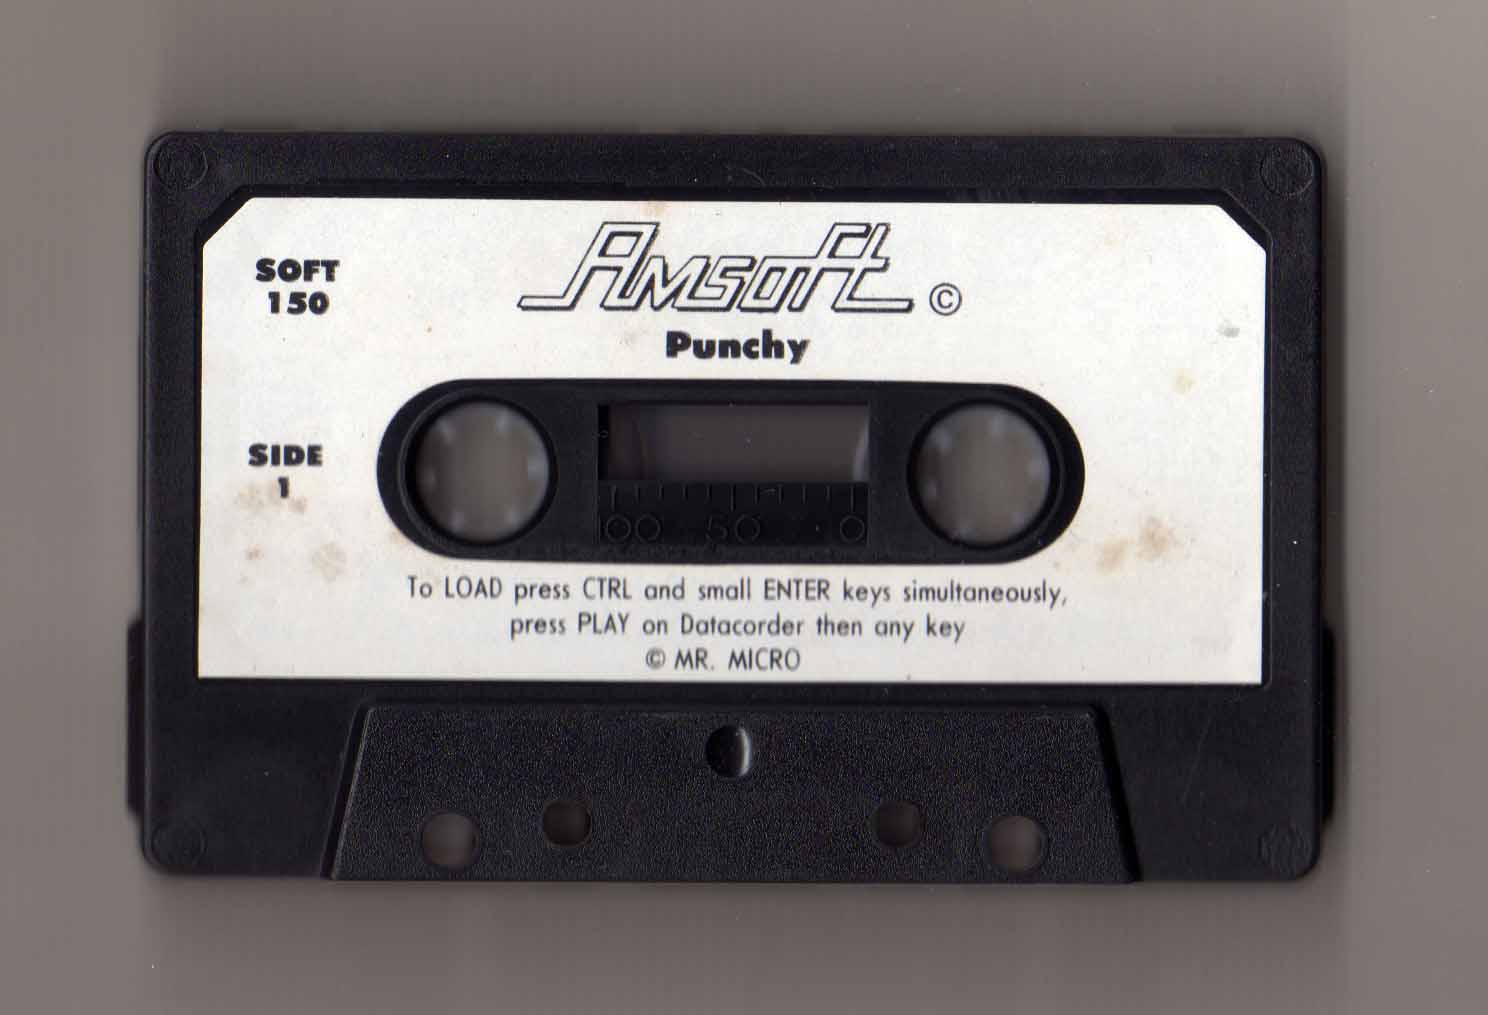 SOFT
150
Amsoft ©
Punchy
SIDE
1
100 50 0
To LOAD press CTRL and small ENTER keys simultaneously,
press PLAY on Datacorder then any key
© MR. MICRO